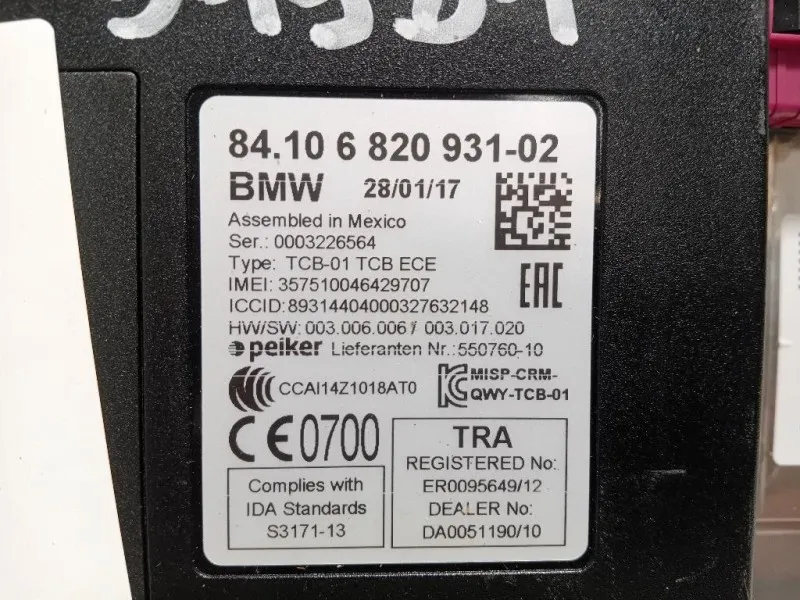 84.10 6 820 931-02
BMW 28/01/17
Assembled in Mexico
Ser.: 0003226564
Type: TCB-01 TCB ECE
IMEI: 357510046429707
ICCID:89314404000327632148
HW/SW: 003.006.006/ 003.017.020
peiker Lieferanten Nr.:550760-10
EAC
CCC CCAI14Z1018AT0
KC MISP-CRM-
QWY-TCB-01
CE0700
Complies with
IDA Standards
S3171-13
TRA
REGISTERED No:
ER0095649/12
DEALER No:
DA0051190/10